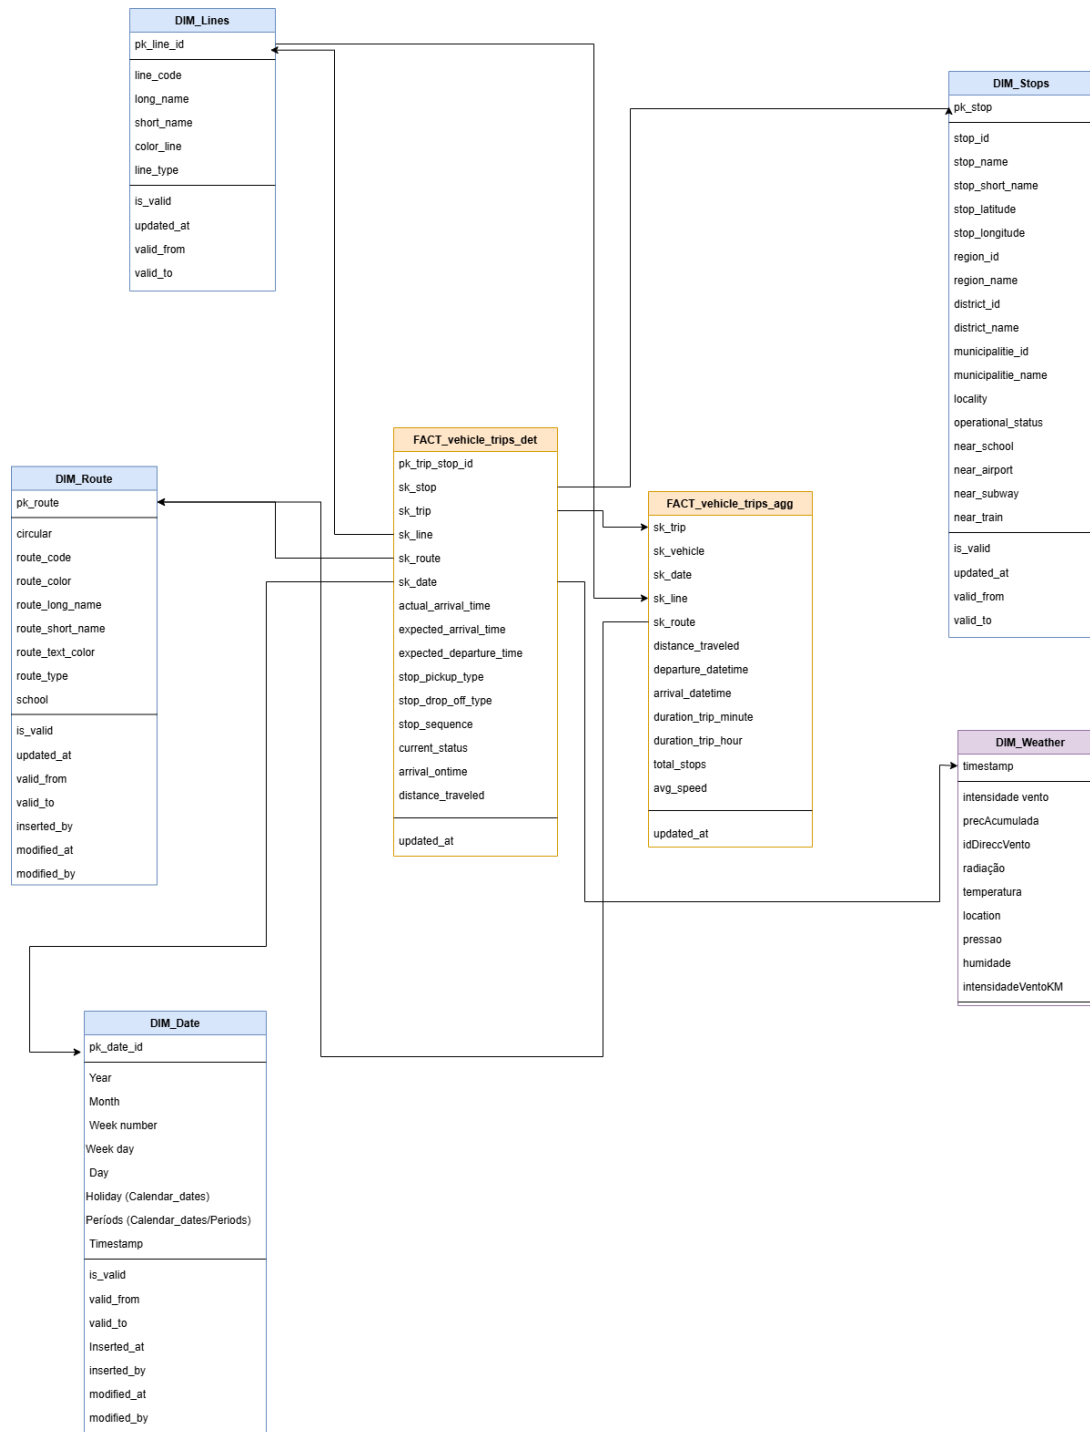 DIM_Lines
pk_line_id
line_code
long_name
short_name
color_line
line_type
is_valid
updated_at
valid_from
valid_to
DIM_Stops
pk_stop
stop_id
stop_name
stop_short_name
stop_latitude
stop_longitude
region_id
region_name
district_id
district_name
municipalitie_id
municipalitie_name
locality
operational_status
near_school
near_airport
near_subway
near_train
is_valid
updated_at
valid_from
valid_to
FACT_vehicle_trips_det
pk_trip_stop_id
sk_stop
sk_trip
sk_line
sk_route
sk_date
actual_arrival_time
expected_arrival_time
expected_departure_time
stop_pickup_type
stop_drop_off_type
stop_sequence
current_status
arrival_ontime
distance_traveled
updated_at
DIM_Route
pk_route
circular
route_code
route_color
route_long_name
route_short_name
route_text_color
route_type
school
is_valid
updated_at
valid_from
valid_to
inserted_by
modified_at
modified_by
FACT_vehicle_trips_agg
sk_trip
sk_vehicle
sk_date
sk_line
sk_route
distance_traveled
departure_datetime
arrival_datetime
duration_trip_minute
duration_trip_hour
total_stops
avg_speed
updated_at
DIM_Weather
timestamp
intensidade vento
precAcumulada
idDireccVento
radiação
temperatura
location
pressao
humidade
intensidadeVentoKM
DIM_Date
pk_date_id
Year
Month
Week number
Week day
Day
Holiday (Calendar_dates)
Períods (Calendar_dates/Periods)
Timestamp
is_valid
valid_from
valid_to
Inserted_at
inserted_by
modified_at
modified_by